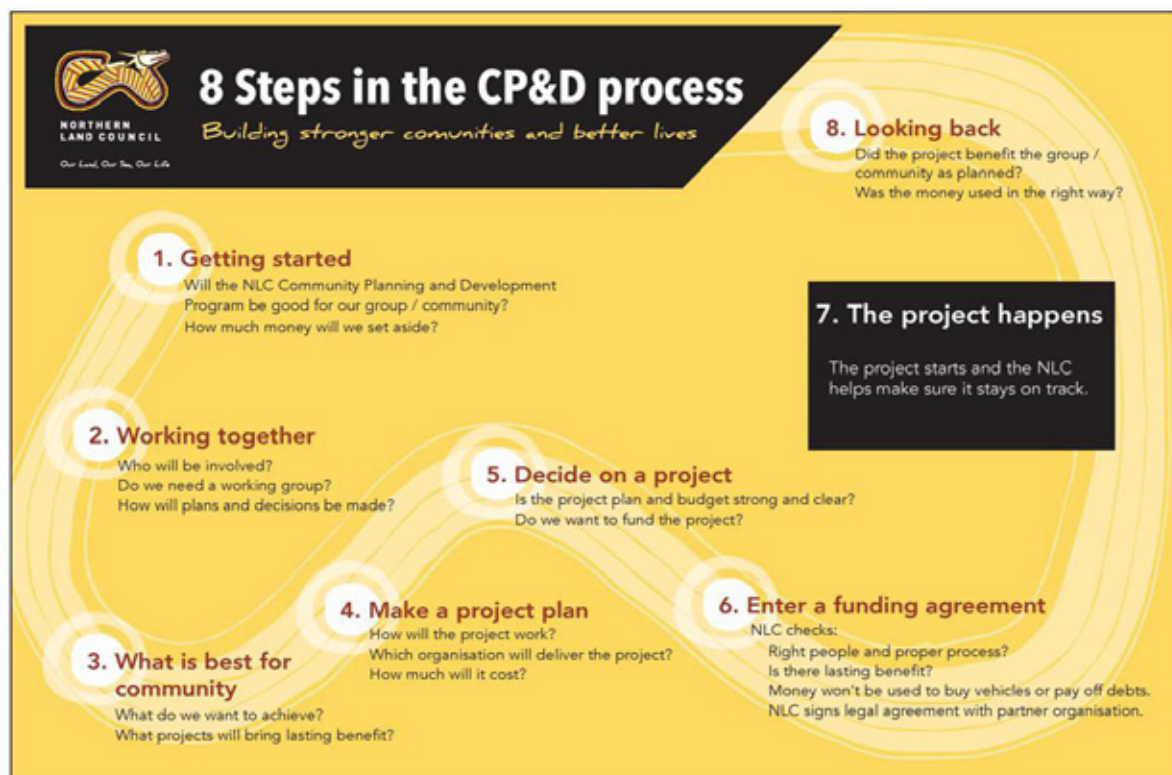 NORTHERN
LAND COUNCIL
Our Land, Our Sea, Our Life
8 Steps in the CP&D process
Building stronger comunities and better lives
1. Getting started
Will the NLC Community Planning and Development
Program be good for our group / community?
How much money will we set aside?
2. Working together
Who will be involved?
Do we need a working group?
How will plans and decisions be made?
3. What is best for
community
What do we want to achieve?
What projects will bring lasting benefit?
4. Make a project plan
How will the project work?
Which organisation will deliver the project?
How much will it cost?
5. Decide on a project
Is the project plan and budget strong and clear?
Do we want to fund the project?
6. Enter a funding agreement
NLC checks:
Right people and proper process?
Is there lasting benefit?
Money won't be used to buy vehicles or pay off debts.
NLC signs legal agreement with partner organisation.
7. The project happens
The project starts and the NLC
helps make sure it stays on track.
8. Looking back
Did the project benefit the group /
community as planned?
Was the money used in the right way?